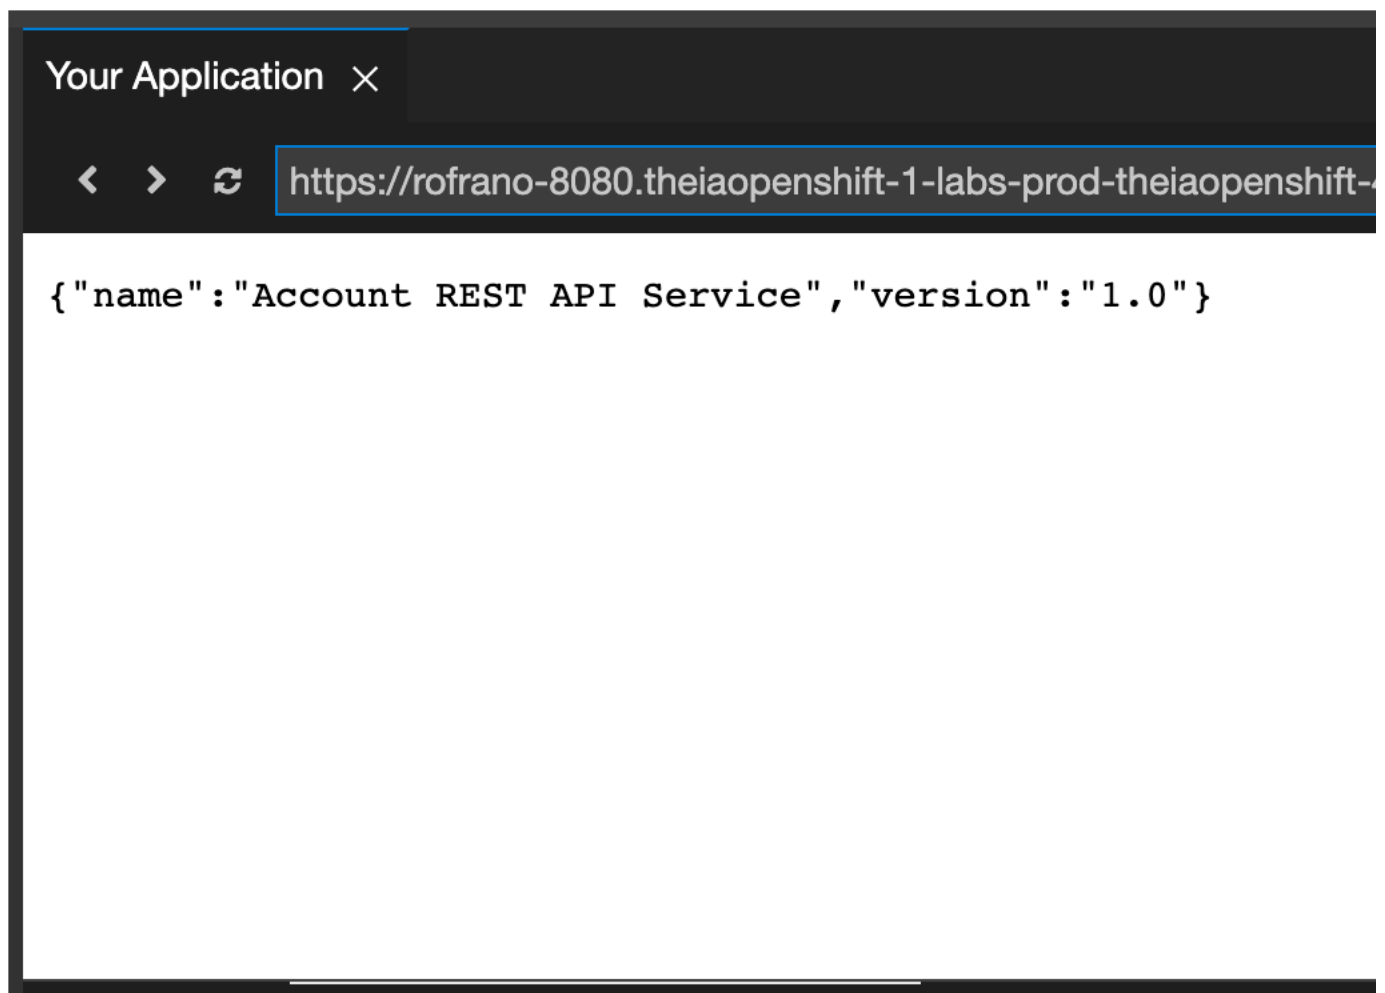 Your Application
https://rofrano-8080.theiaopenshift-1-labs-prod-theiaopenshift-
{"name":"Account REST API Service","version":"1.0"}